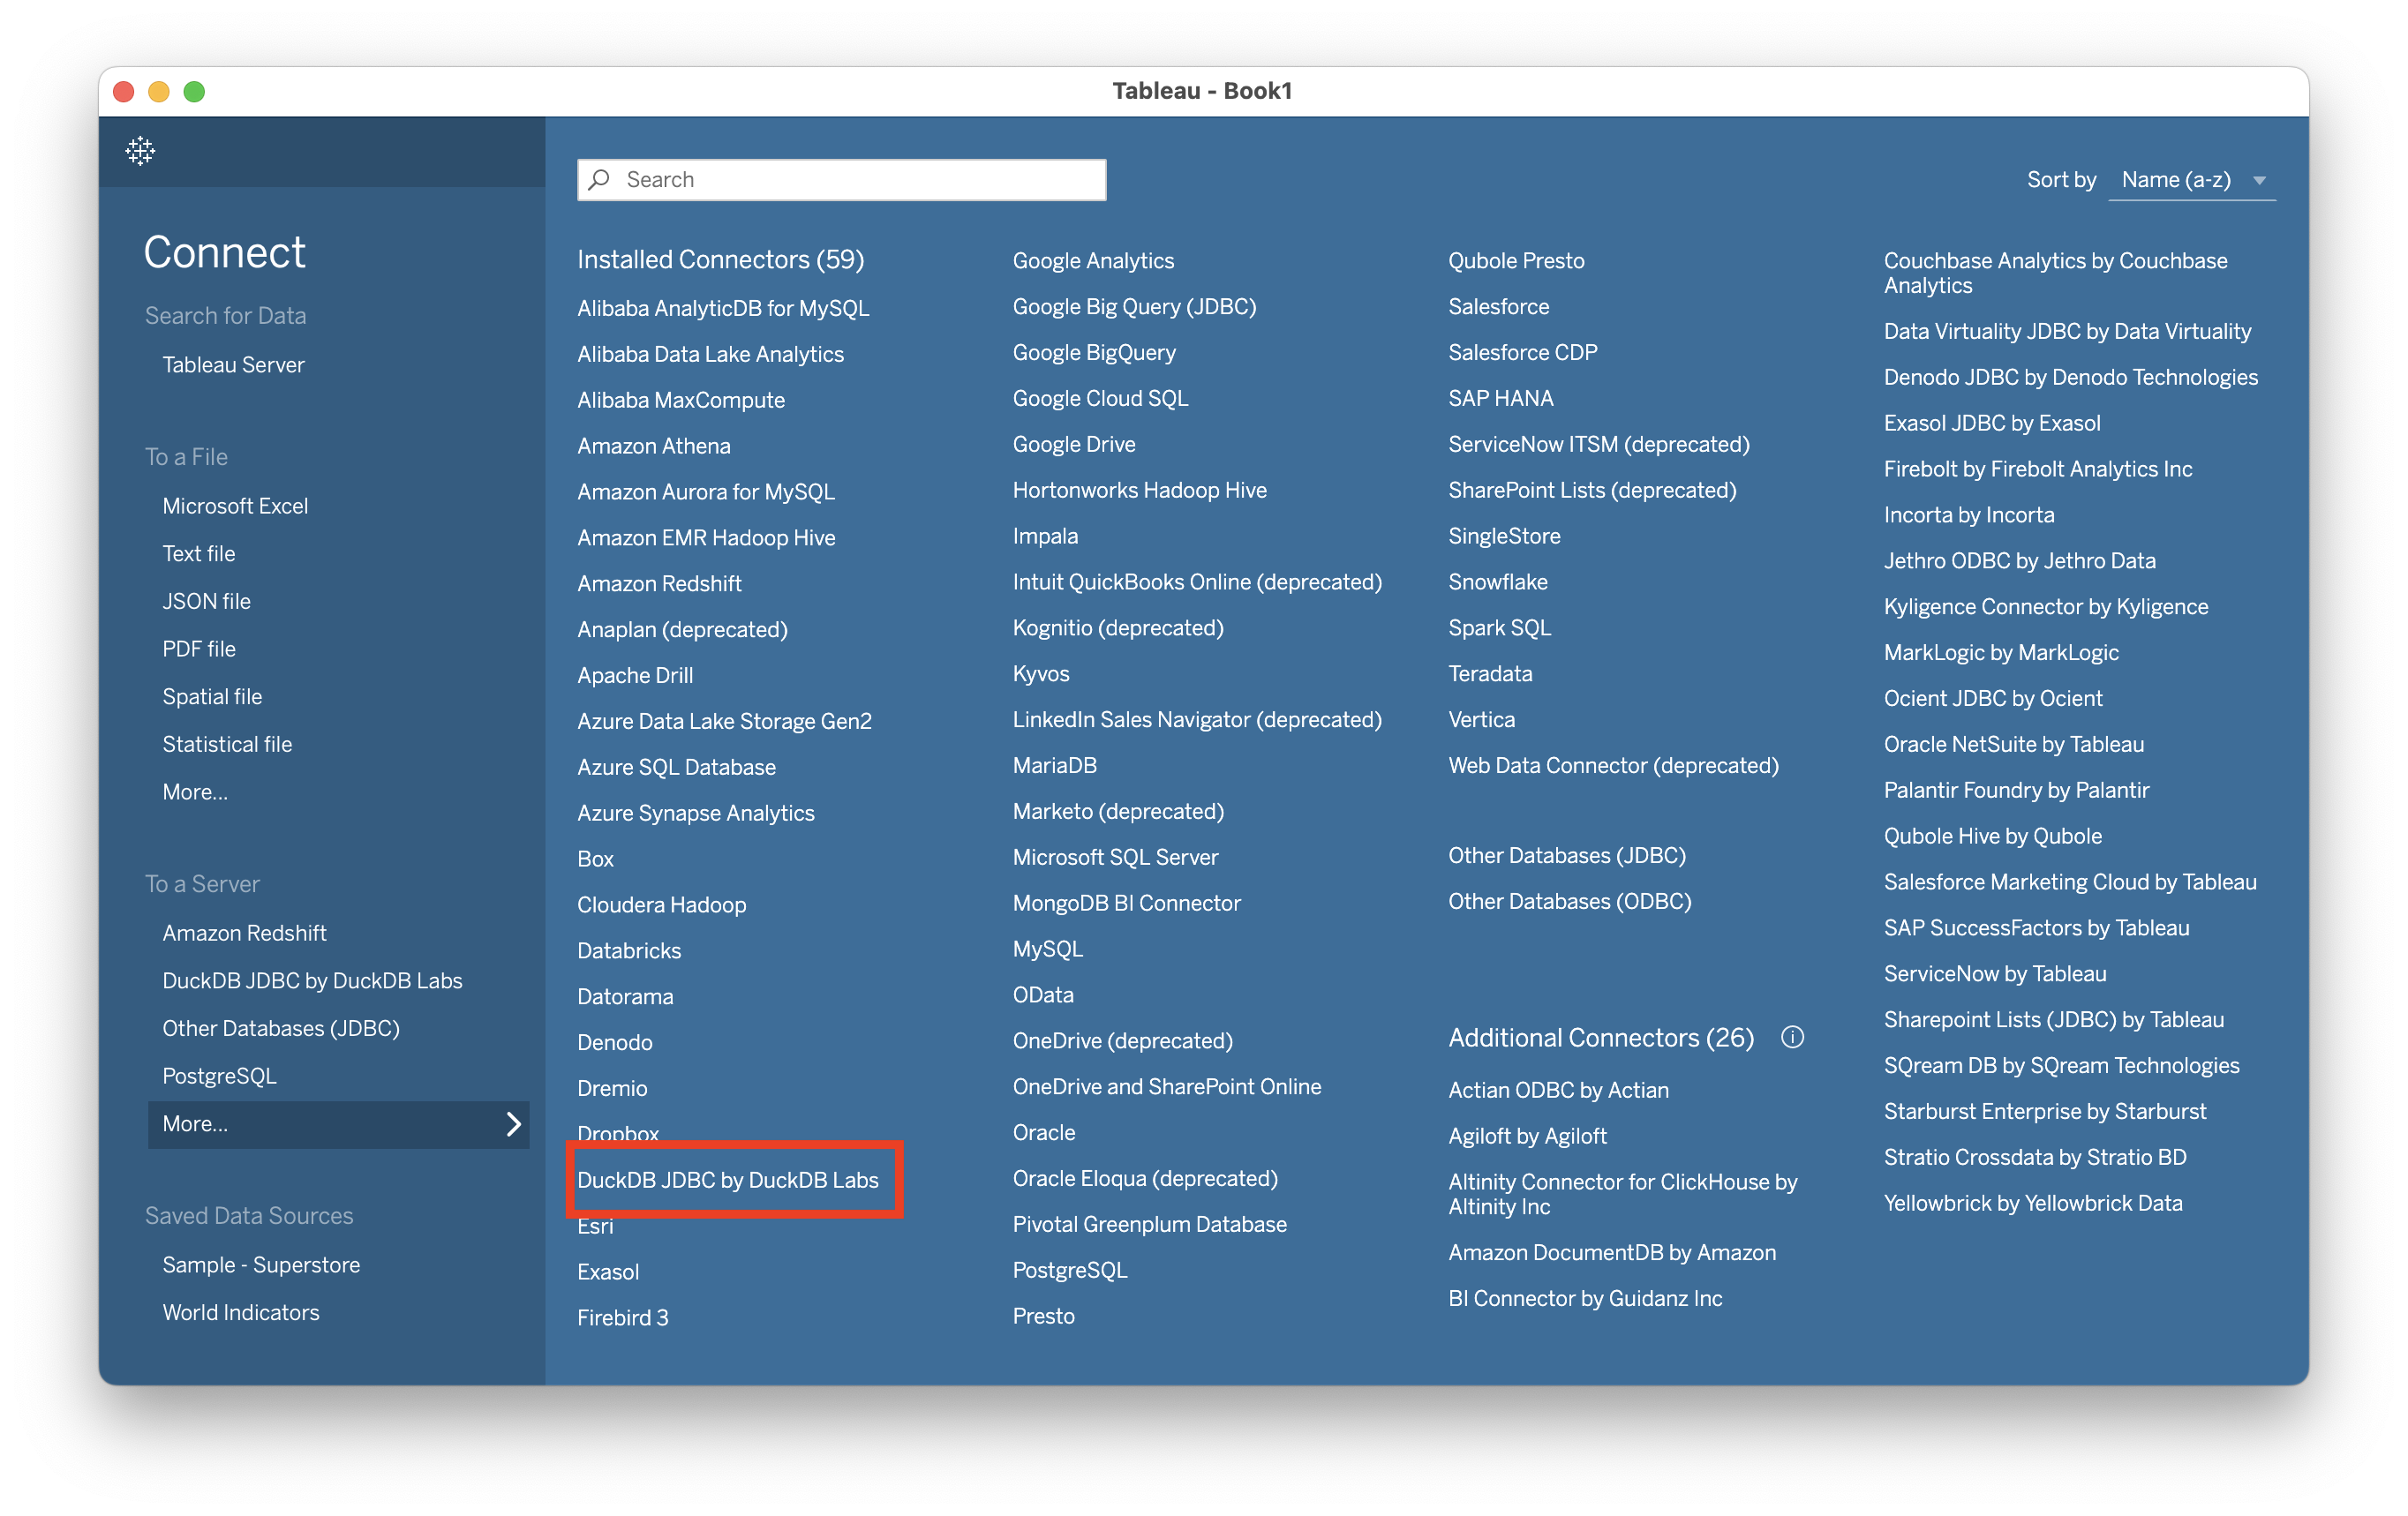 Tableau - Book1
Connect
Search for Data
Tableau Server
To a File
Microsoft Excel
Text file
JSON file
PDF file
Spatial file
Statistical file
More...
To a Server
Amazon Redshift
DuckDB JDBC by DuckDB Labs
Other Databases (JDBC)
PostgreSQL
More...
Saved Data Sources
Sample - Superstore
World Indicators
Search
Sort by Name (a-z)
Installed Connectors (59)
Alibaba AnalyticDB for MySQL
Alibaba Data Lake Analytics
Alibaba MaxCompute
Amazon Athena
Amazon Aurora for MySQL
Amazon EMR Hadoop Hive
Amazon Redshift
Anaplan (deprecated)
Apache Drill
Azure Data Lake Storage Gen2
Azure SQL Database
Azure Synapse Analytics
Box
Cloudera Hadoop
Databricks
Datorama
Denodo
Dremio
Dropbox
DuckDB JDBC by DuckDB Labs
Esri
Exasol
Firebird 3
Google Analytics
Google Big Query (JDBC)
Google BigQuery
Google Cloud SQL
Google Drive
Hortonworks Hadoop Hive
Impala
Intuit QuickBooks Online (deprecated)
Kognitio (deprecated)
Kyvos
LinkedIn Sales Navigator (deprecated)
MariaDB
Marketo (deprecated)
Microsoft SQL Server
MongoDB BI Connector
MySQL
OData
OneDrive (deprecated)
OneDrive and SharePoint Online
Oracle
Oracle Eloqua (deprecated)
Pivotal Greenplum Database
PostgreSQL
Presto
Qubole Presto
Salesforce
Salesforce CDP
SAP HANA
ServiceNow ITSM (deprecated)
SharePoint Lists (deprecated)
SingleStore
Snowflake
Spark SQL
Teradata
Vertica
Web Data Connector (deprecated)
Other Databases (JDBC)
Other Databases (ODBC)
Additional Connectors (26)
Actian ODBC by Actian
Agiloft by Agiloft
Altinity Connector for ClickHouse by
Altinity Inc
Amazon DocumentDB by Amazon
BI Connector by Guidanz Inc
Couchbase Analytics by Couchbase
Analytics
Data Virtuality JDBC by Data Virtuality
Denodo JDBC by Denodo Technologies
Exasol JDBC by Exasol
Firebolt by Firebolt Analytics Inc
Incorta by Incorta
Jethro ODBC by Jethro Data
Kyligence Connector by Kyligence
MarkLogic by MarkLogic
Ocient JDBC by Ocient
Oracle NetSuite by Tableau
Palantir Foundry by Palantir
Qubole Hive by Qubole
Salesforce Marketing Cloud by Tableau
SAP SuccessFactors by Tableau
ServiceNow by Tableau
Sharepoint Lists (JDBC) by Tableau
SQream DB by SQream Technologies
Starburst Enterprise by Starburst
Stratio Crossdata by Stratio BD
Yellowbrick by Yellowbrick Data